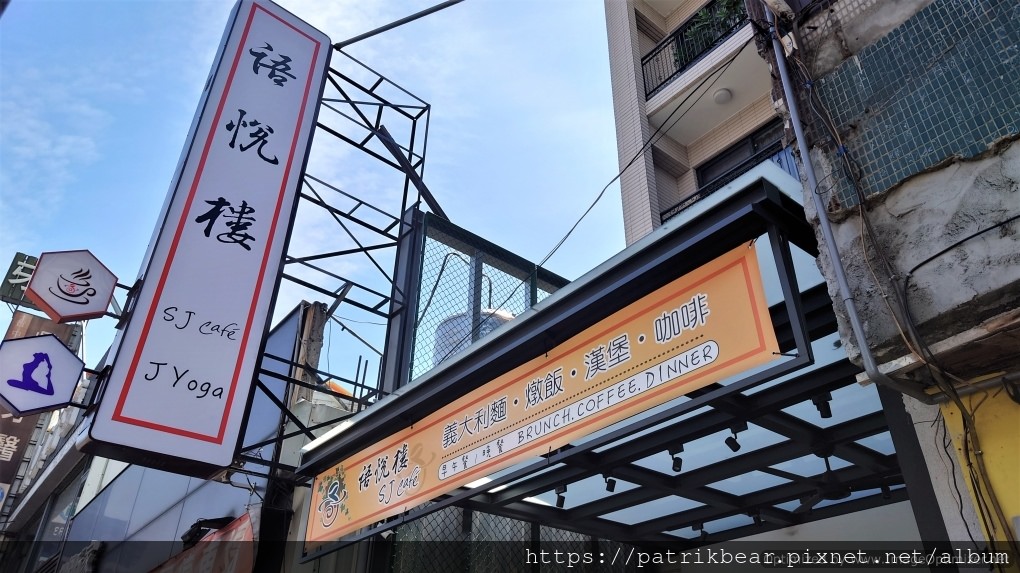 語
悅
樓
SJ Café
J Yoga
語悅樓
SJ Café
義大利麵・燉飯・漢堡・咖啡
早午餐/晚餐 BRUNCH.COFFEE.DINNER
https://patrikbear.pixnet.net/album